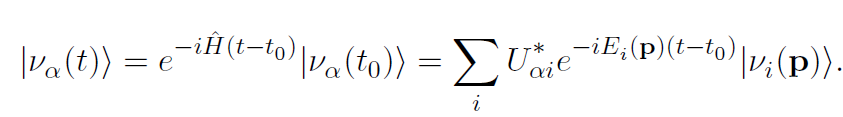 |ν_α(t)⟩ = e^{−iĤ(t−t_0)}|ν_α(t_0)⟩ = ∑_i U^*_{αi} e^{−iE_i(𝐩)(t−t_0)}|ν_i(𝐩)⟩.